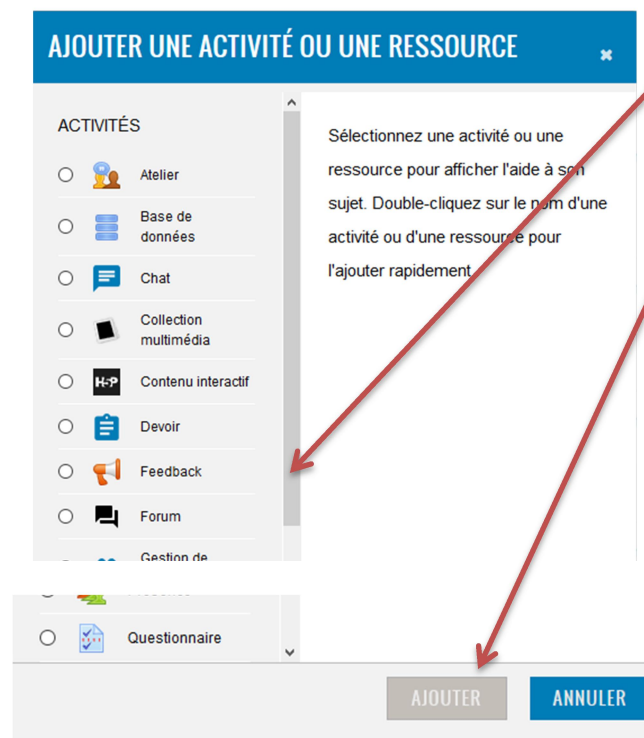 AJOUTER UNE ACTIVITÉ OU UNE RESSOURCE
ACTIVITÉS
Atelier
Base de
données
Chat
Collection
multimédia
H5P
Contenu interactif
Devoir
Feedback
Forum
Gestion de
Questionnaire
Sélectionnez une activité ou une
ressource pour afficher l'aide à son
sujet. Double-cliquez sur le nom d'une
activité ou d'une ressource pour
l'ajouter rapidement.
AJOUTER
ANNULER